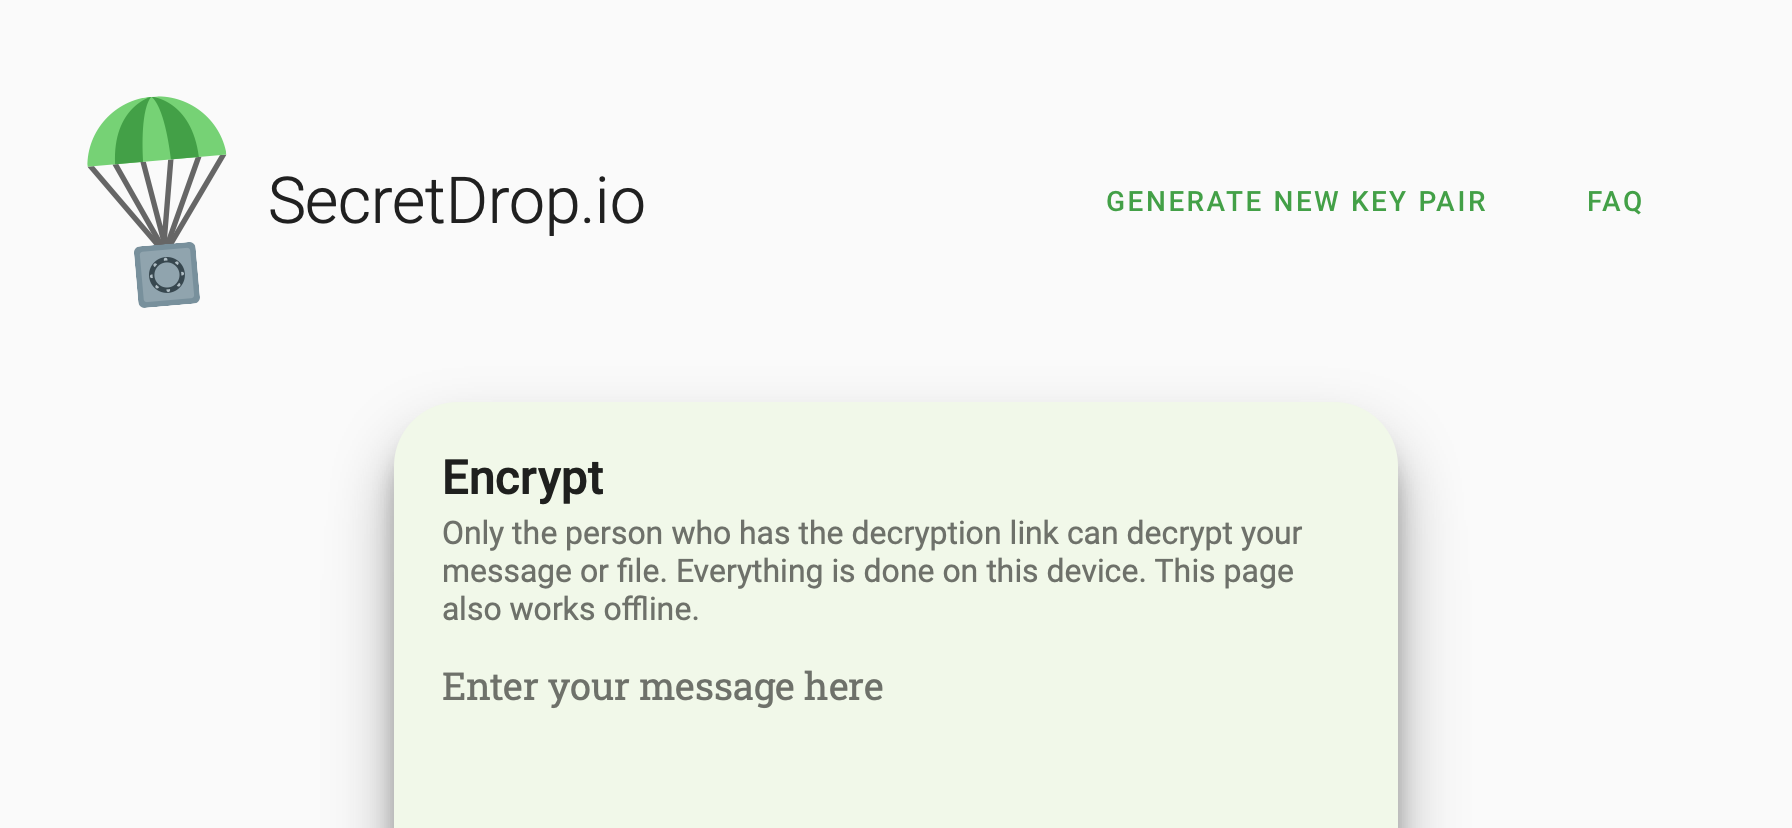 SecretDrop.io
GENERATE NEW KEY PAIR
FAQ
Encrypt
Only the person who has the decryption link can decrypt your
message or file. Everything is done on this device. This page
also works offline.
Enter your message here